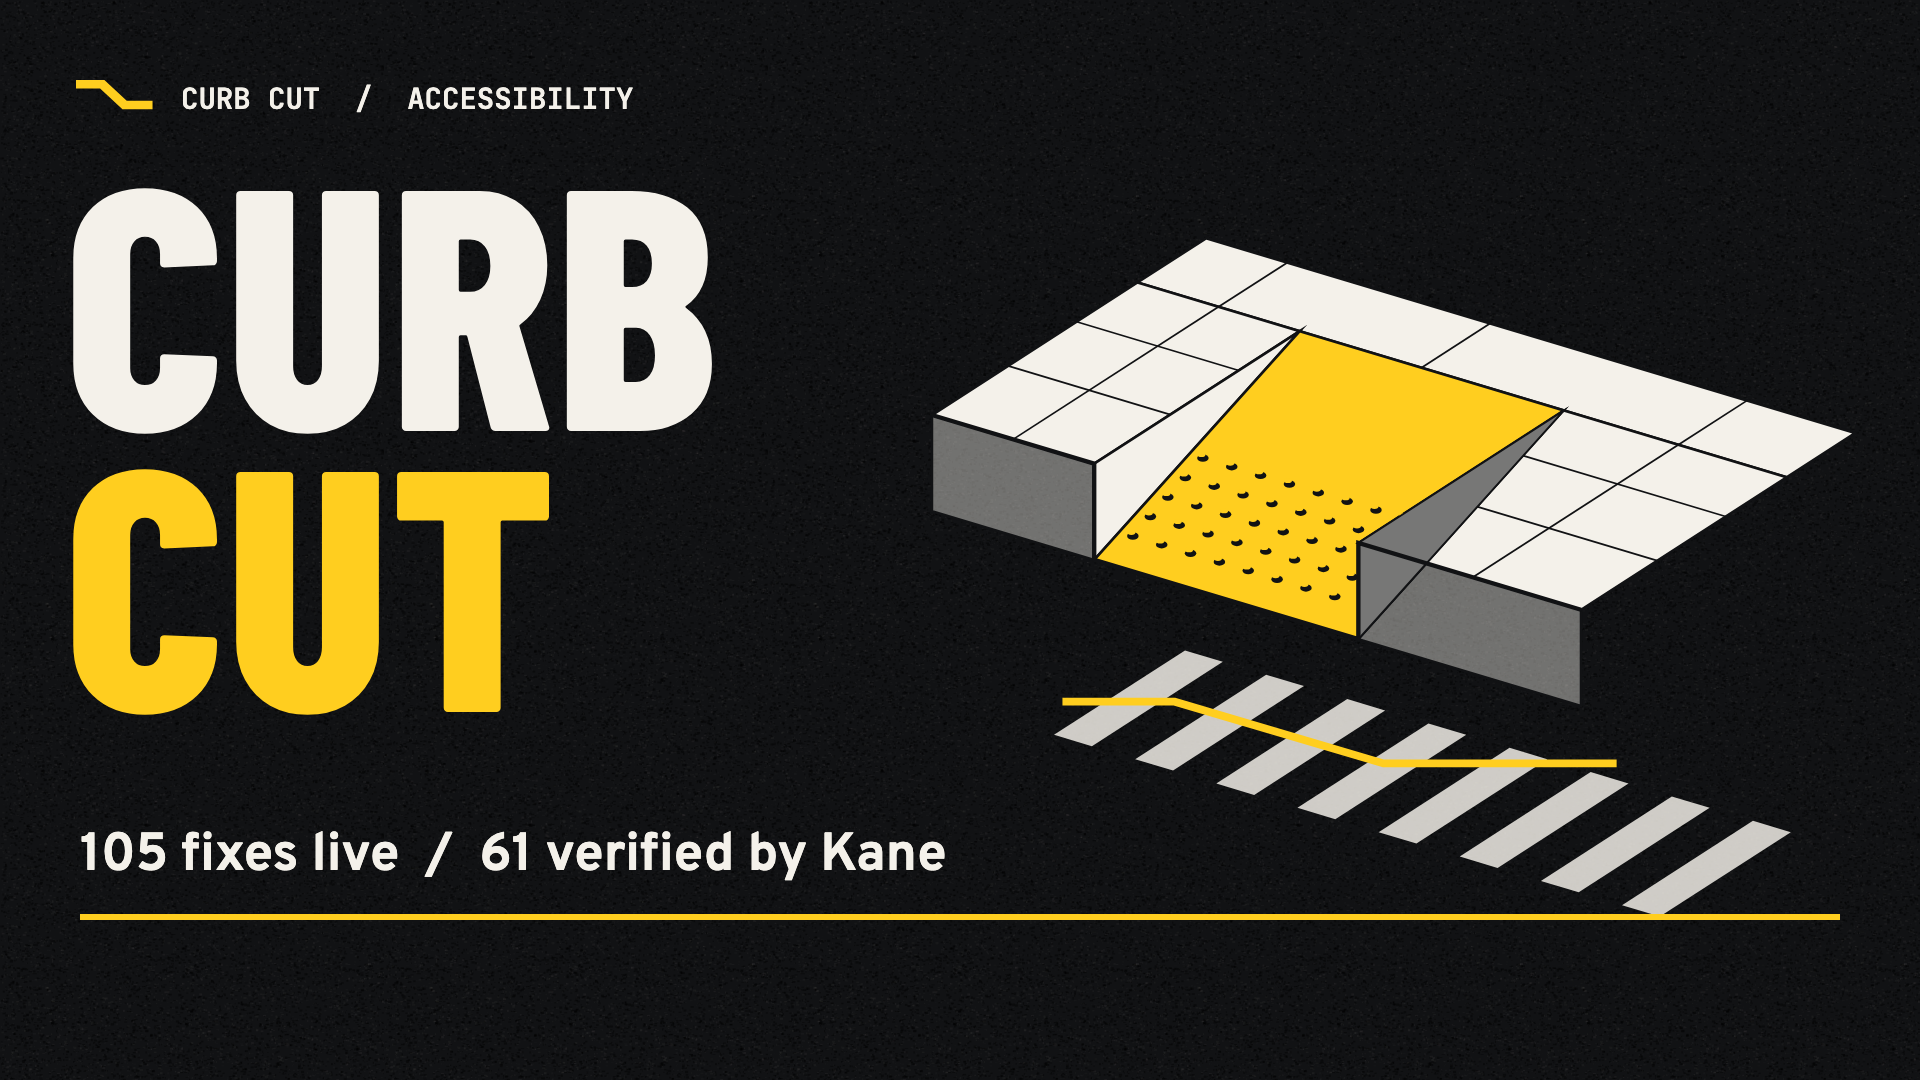 CURB CUT / ACCESSIBILITY
CURB
CUT
105 fixes live / 61 verified by Kane